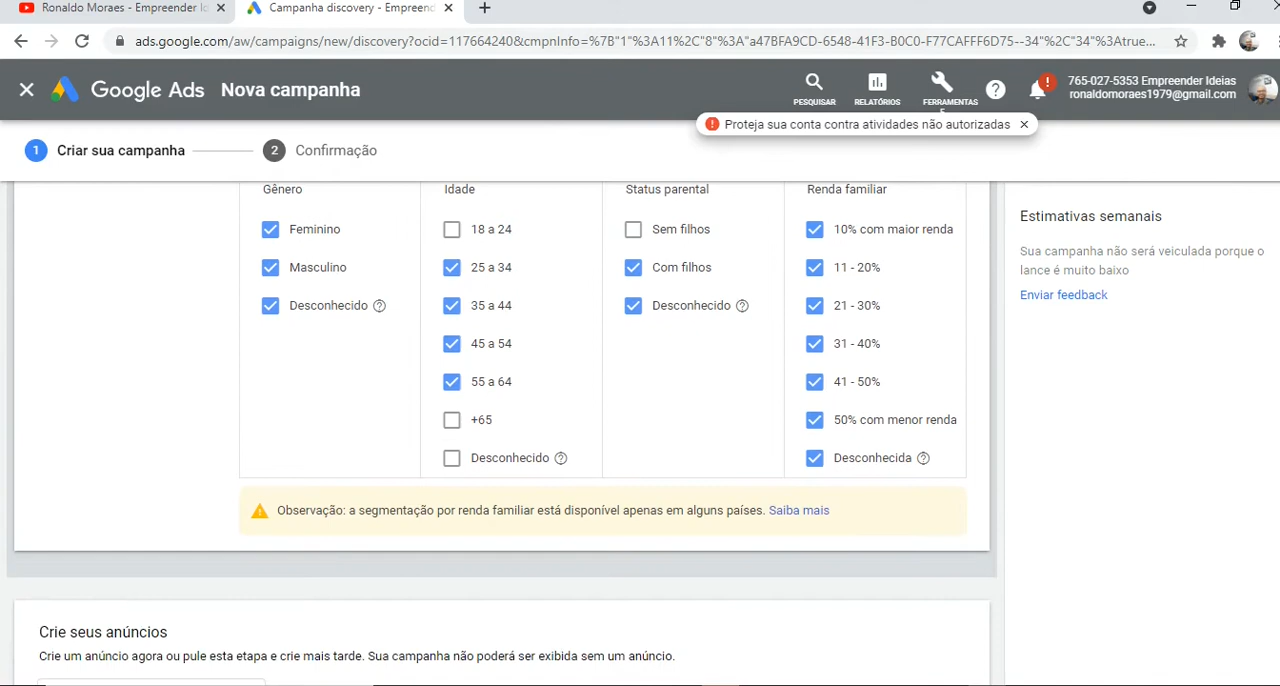 Ronaldo Moraes - Empreender Id
Campanha discovery - Empreend
ads.google.com/aw/campaigns/new/discovery?ocid=117664240&cmpnInfo=%7B"1"%3A11%2C"8"%3A"a47BFA9CD-6548-41F3-B0C0-F77CAFFF6D75--34"%2C"34"%3Atrue...
Google Ads Nova campanha
PESQUISAR
RELATÓRIOS
FERRAMENTAS
765-027-5353 Empreender Ideias
ronaldomoraes1979@gmail.com
Proteja sua conta contra atividades não autorizadas
1 Criar sua campanha
2 Confirmação
Gênero
Feminino
Masculino
Desconhecido
Idade
18 a 24
25 a 34
35 a 44
45 a 54
55 a 64
+65
Desconhecido
Status parental
Sem filhos
Com filhos
Desconhecido
Renda familiar
10% com maior renda
11 - 20%
21 - 30%
31 - 40%
41 - 50%
50% com menor renda
Desconhecida
Observação: a segmentação por renda familiar está disponível apenas em alguns países. Saiba mais
Estimativas semanais
Sua campanha não será veiculada porque o
lance é muito baixo
Enviar feedback
Crie seus anúncios
Crie um anúncio agora ou pule esta etapa e crie mais tarde. Sua campanha não poderá ser exibida sem um anúncio.